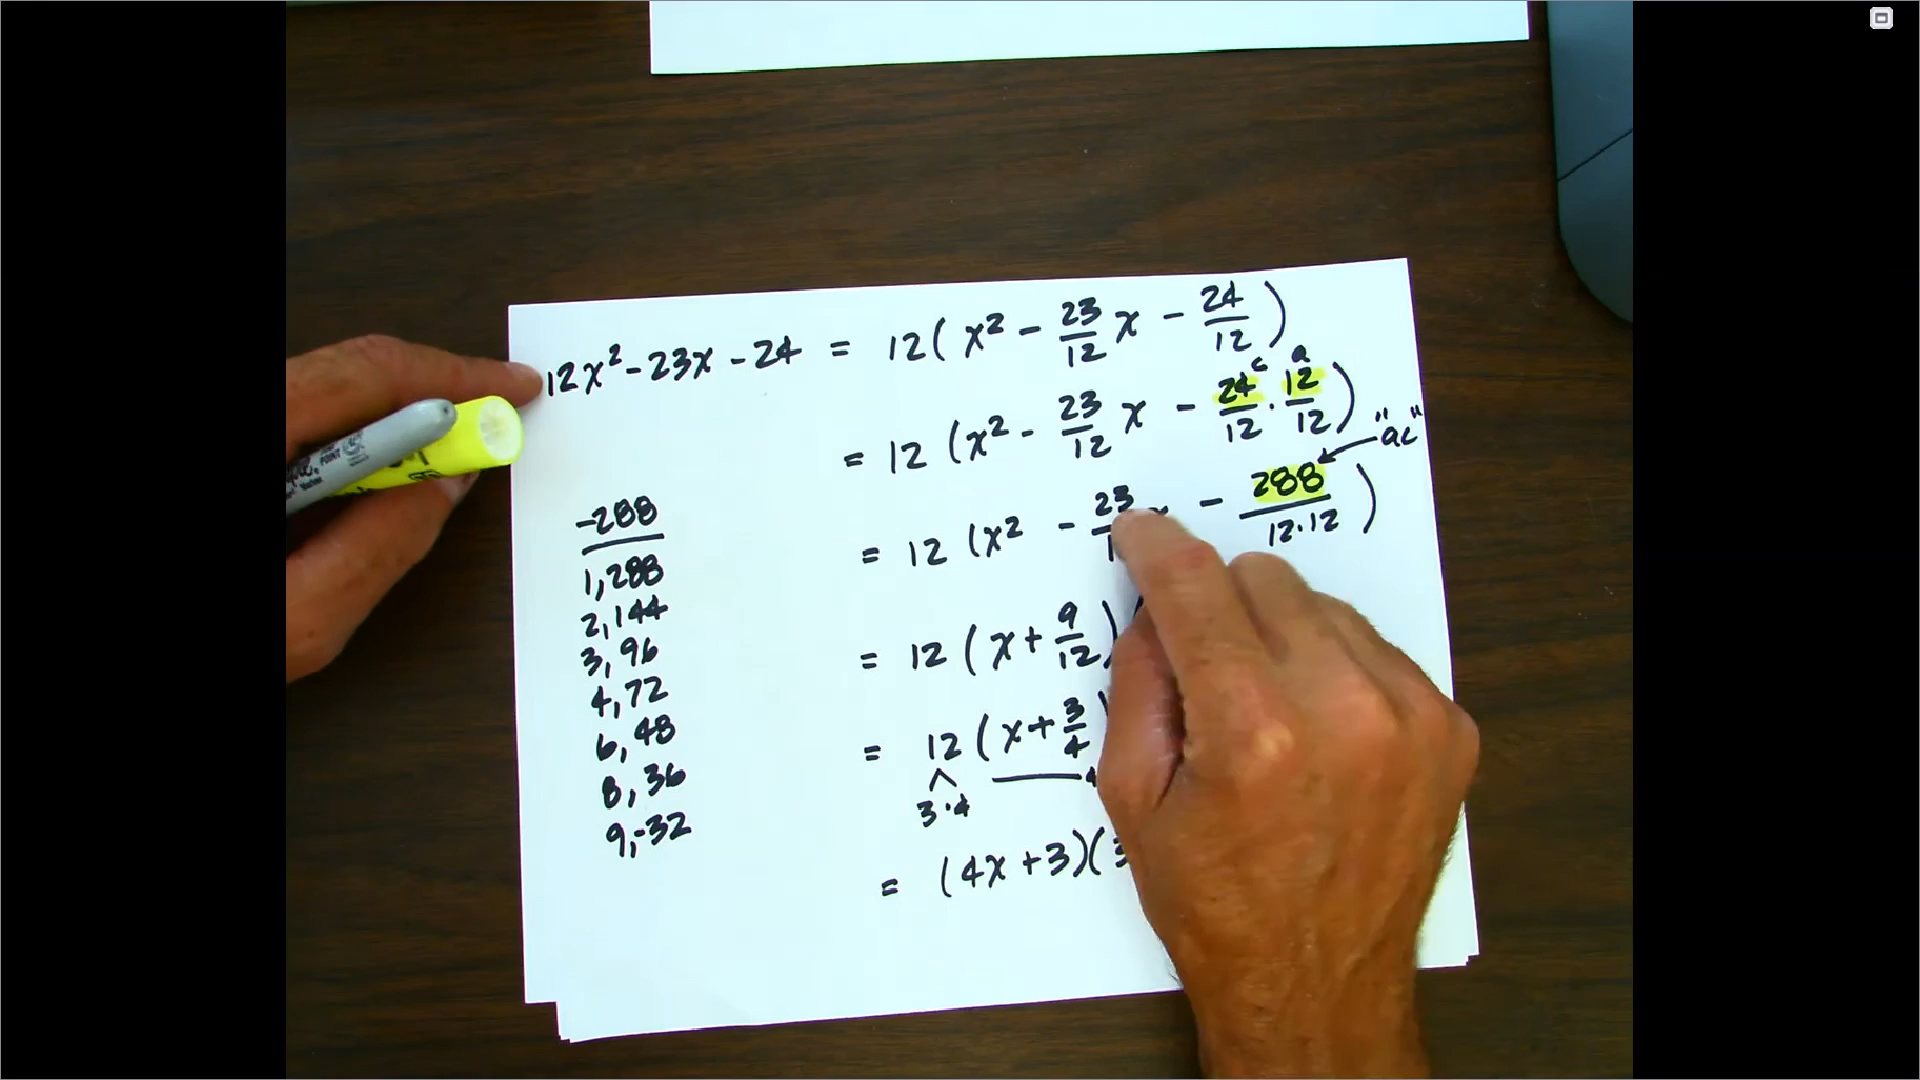 12x² - 23x - 24 = 12(x² - 23/12 x - 24/12)
= 12(x² - 23/12 x - 24/12 · 12/12)
c a
"ac"
= 12(x² - 23/ - 288/12·12)
= 12(x + 9/12)
= 12(x + 3/4)
3·4
= (4x + 3)(3
-288
1, 288
2, 144
3, 96
4, 72
6, 48
8, 36
9, -32